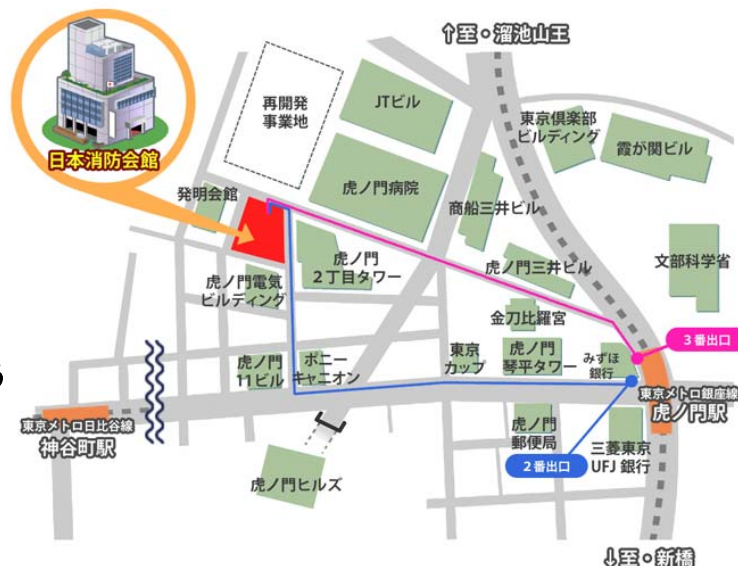 ↑至・溜池山王
再開発
事業地
JTビル
東京倶楽部
ビルディング
霞が関ビル
日本消防会館
発明会館
虎ノ門病院
商船三井ビル
文部科学省
虎ノ門
2丁目タワー
虎ノ門三井ビル
虎ノ門電気
ビルディング
金刀比羅宮
3番出口
虎ノ門
11ビル
ポニー
キャニオン
東京
カップ
虎ノ門
琴平タワー
みずほ
銀行
東京メトロ銀座線
虎ノ門駅
東京メトロ日比谷線
神谷町駅
虎ノ門
郵便局
三菱東京
UFJ 銀行
2番出口
虎ノ門ヒルズ
↓至・新橋